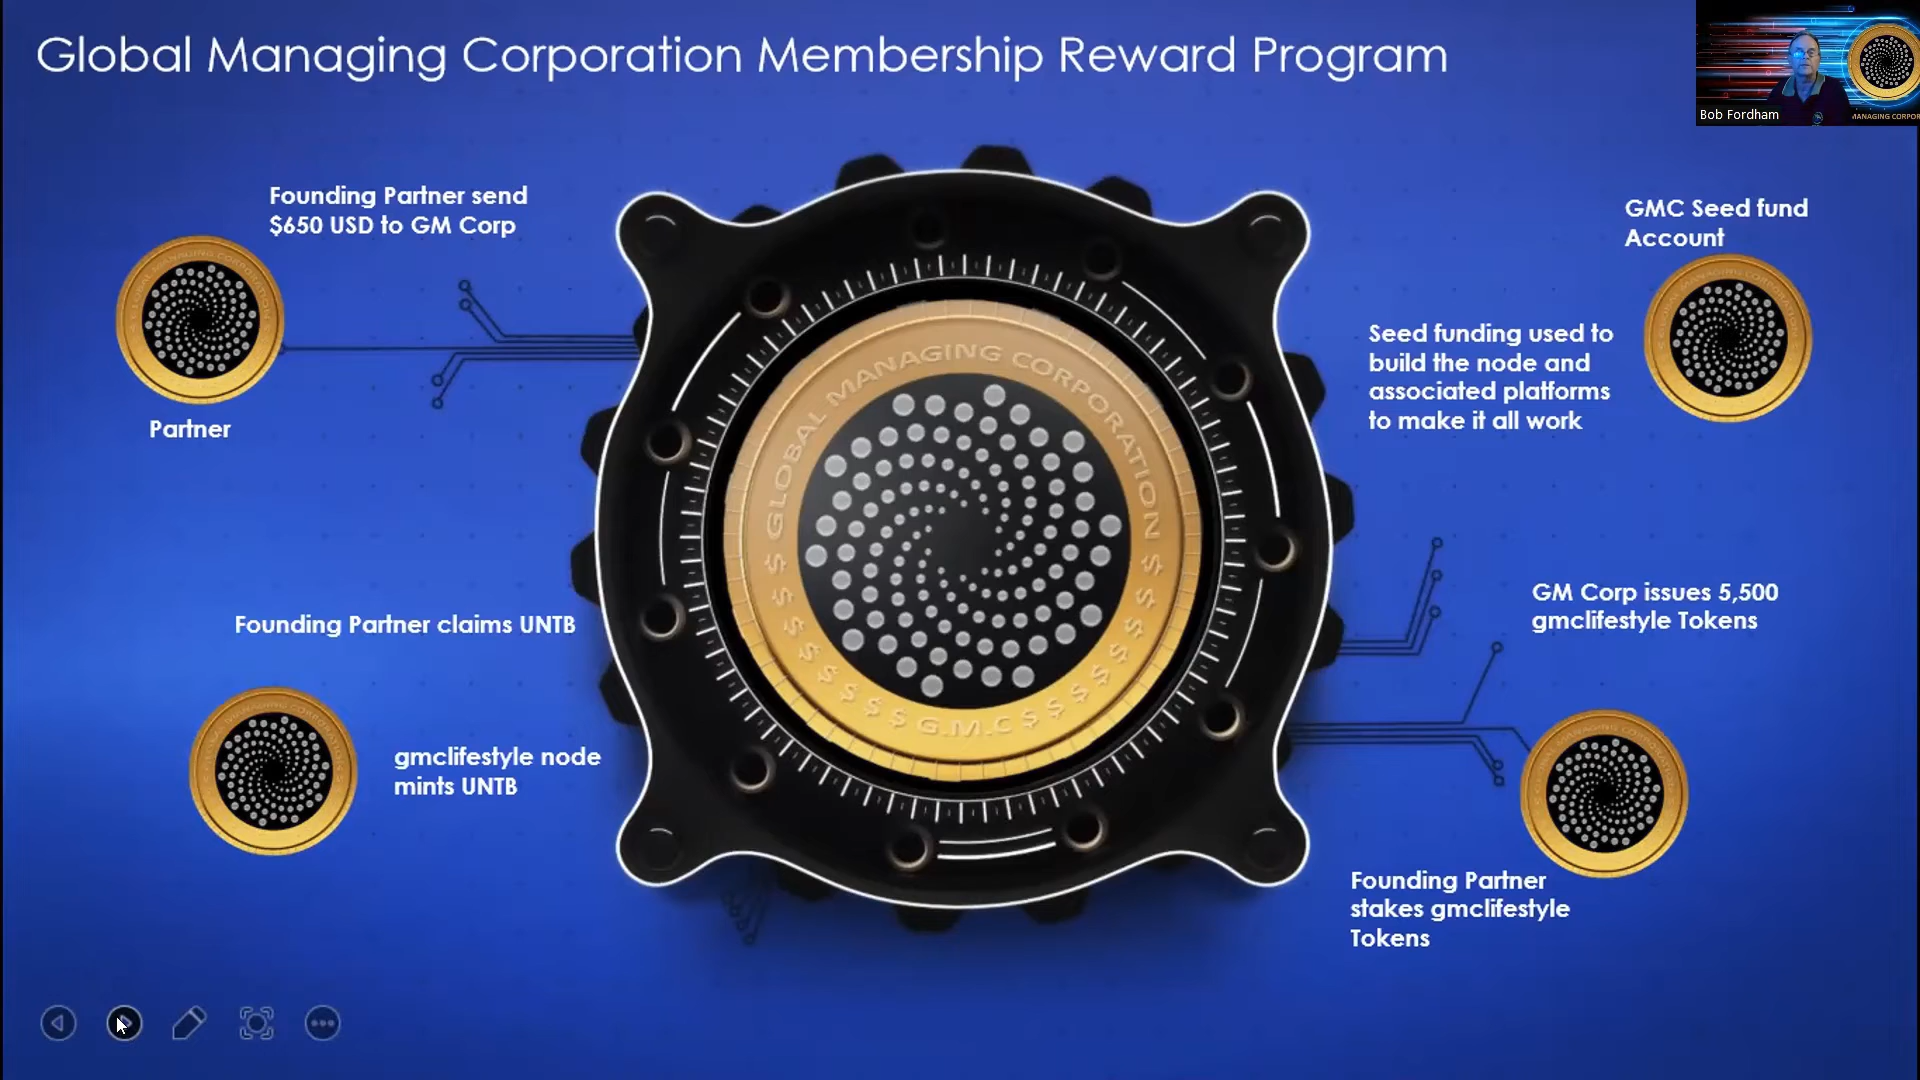 Global Managing Corporation Membership Reward Program
Bob Fordham
MANAGING CORPOR
Founding Partner send
$650 USD to GM Corp
Partner
GMC Seed fund
Account
Seed funding used to
build the node and
associated platforms
to make it all work
GLOBAL MANAGING CORPORATION
$ $ $ $ $ $ $ $ G.M.C $ $ $ $ $ $ $ $
Founding Partner claims UNTB
gmclifestyle node
mints UNTB
GM Corp issues 5,500
gmclifestyle Tokens
Founding Partner
stakes gmclifestyle
Tokens